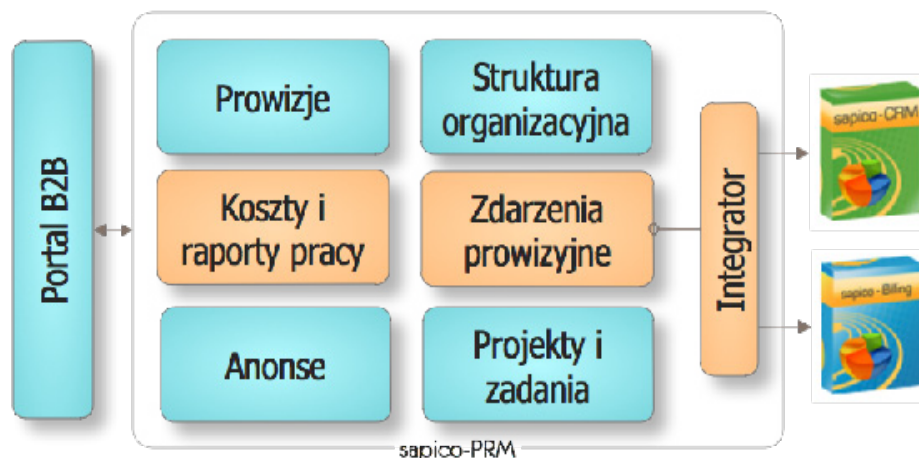 Portal B2B
Prowizje
Struktura
organizacyjna
Koszty i
raporty pracy
Zdarzenia
prowizyjne
Anonse
Projekty i
zadania
Integrator
sapico-CRM
sapico - Billing
sapico-PRM